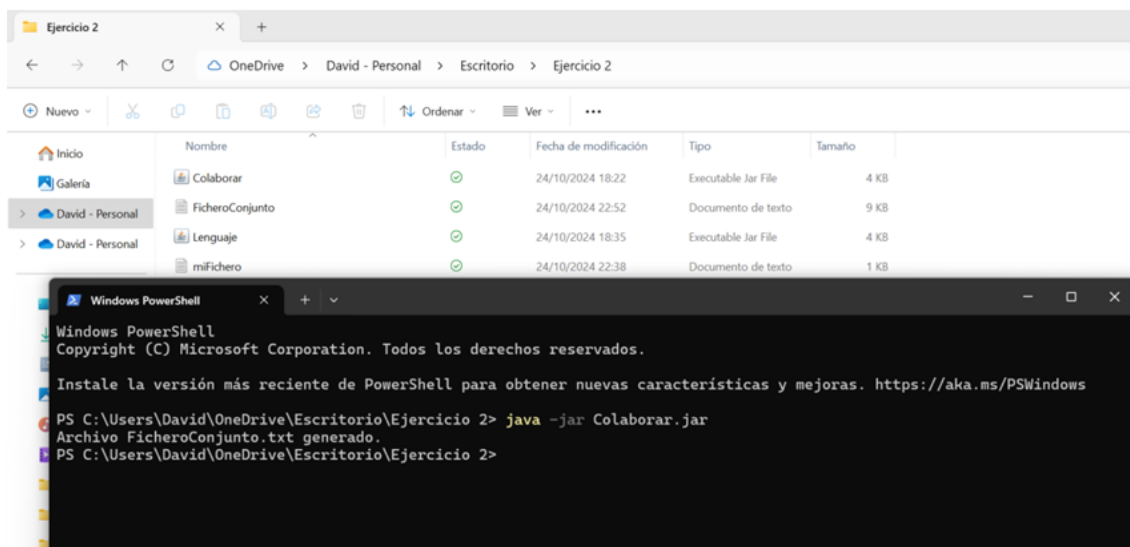 Ejercicio 2
OneDrive > David - Personal > Escritorio > Ejercicio 2
Nuevo Ordenar Ver ...
Nombre Estado Fecha de modificación Tipo Tamaño
Inicio
Galería
David - Personal
David - Personal
Colaborar 24/10/2024 18:22 Executable Jar File 4 KB
FicheroConjunto 24/10/2024 22:52 Documento de texto 9 KB
Lenguaje 24/10/2024 18:35 Executable Jar File 4 KB
miFichero 24/10/2024 22:38 Documento de texto 1 KB
Windows PowerShell
Windows PowerShell
Copyright (C) Microsoft Corporation. Todos los derechos reservados.
Instale la versión más reciente de PowerShell para obtener nuevas características y mejoras. https://aka.ms/PSWindows
PS C:\Users\David\OneDrive\Escritorio\Ejercicio 2> java -jar Colaborar.jar
Archivo FicheroConjunto.txt generado.
PS C:\Users\David\OneDrive\Escritorio\Ejercicio 2>